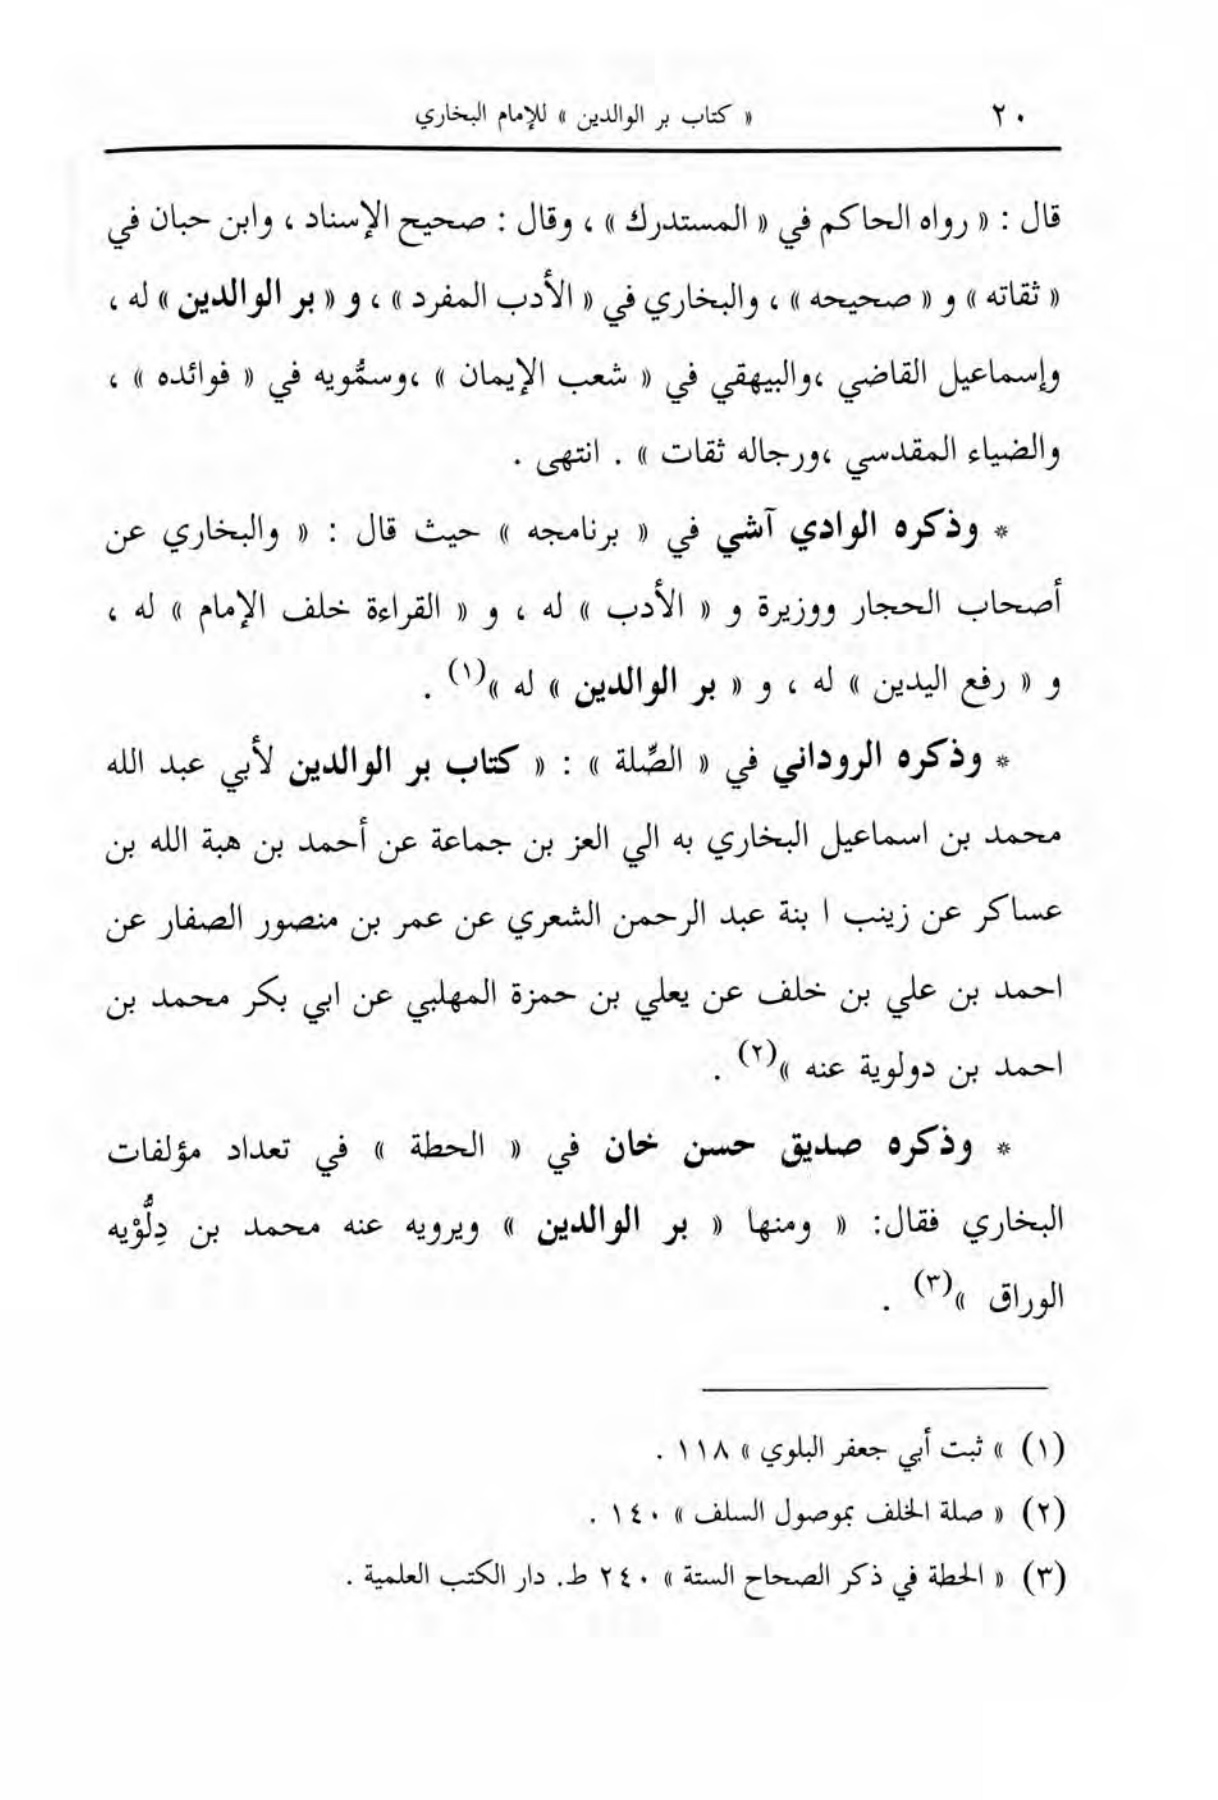 ٢٠ « كتاب بر الوالدين » للإمام البخاري
قال : « رواه الحاكم في « المستدرك » ، وقال : صحيح الإسناد ، وابن حبان في
« ثقاته » و « صحيحه » ، والبخاري في « الأدب المفرد » ، و « بر الوالدين » له ،
وإسماعيل القاضي ،والبيهقي في « شعب الإيمان » ،وسمُّويه في « فوائده » ،
والضياء المقدسي ،ورجاله ثقات » . انتهى .
* وذكره الوادي آشي في « برنامجه » حيث قال : « والبخاري عن
أصحاب الحجار ووزيرة و « الأدب » له ، و « القراءة خلف الإمام » له ،
و « رفع اليدين » له ، و « بر الوالدين » له »(١) .
* وذكره الروداني في « الصِّلة » : « كتاب بر الوالدين لأبي عبد الله
محمد بن اسماعيل البخاري به الي العز بن جماعة عن أحمد بن هبة الله بن
عساكر عن زينب ا بنة عبد الرحمن الشعري عن عمر بن منصور الصفار عن
احمد بن علي بن خلف عن يعلي بن حمزة المهلبي عن ابي بكر محمد بن
احمد بن دولوية عنه »(٢) .
* وذكره صديق حسن خان في « الحطة » في تعداد مؤلفات
البخاري فقال: « ومنها « بر الوالدين » ويرويه عنه محمد بن دِلُّوْيه
الوراق »(٣) .
(١) » ثبت أبي جعفر البلوي » ١١٨ .
(٢) « صلة الخلف بموصول السلف » ١٤٠ .
(٣) « الحطة في ذكر الصحاح الستة » ٢٤٠ ط. دار الكتب العلمية .